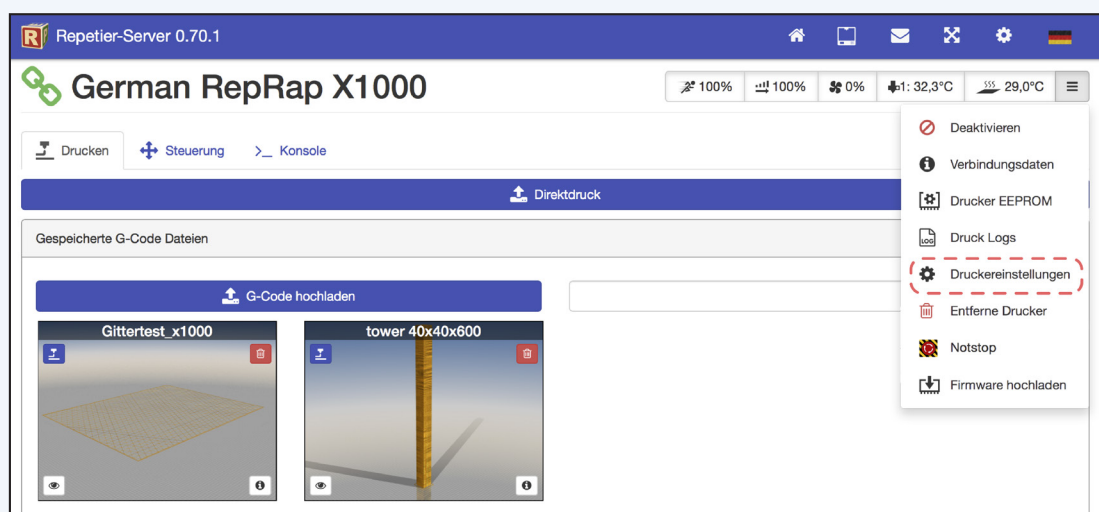 Repetier-Server 0.70.1
German RepRap X1000
100% 100% 0% 1: 32,3°C 29,0°C
Deaktivieren
Drucken Steuerung >_ Konsole
Verbindungsdaten
Direktdruck
Drucker EEPROM
Gespeicherte G-Code Dateien
LOG Druck Logs
Druckereinstellungen
G-Code hochladen
Entferne Drucker
Gittertest_x1000 tower 40x40x600
Notstop
Firmware hochladen